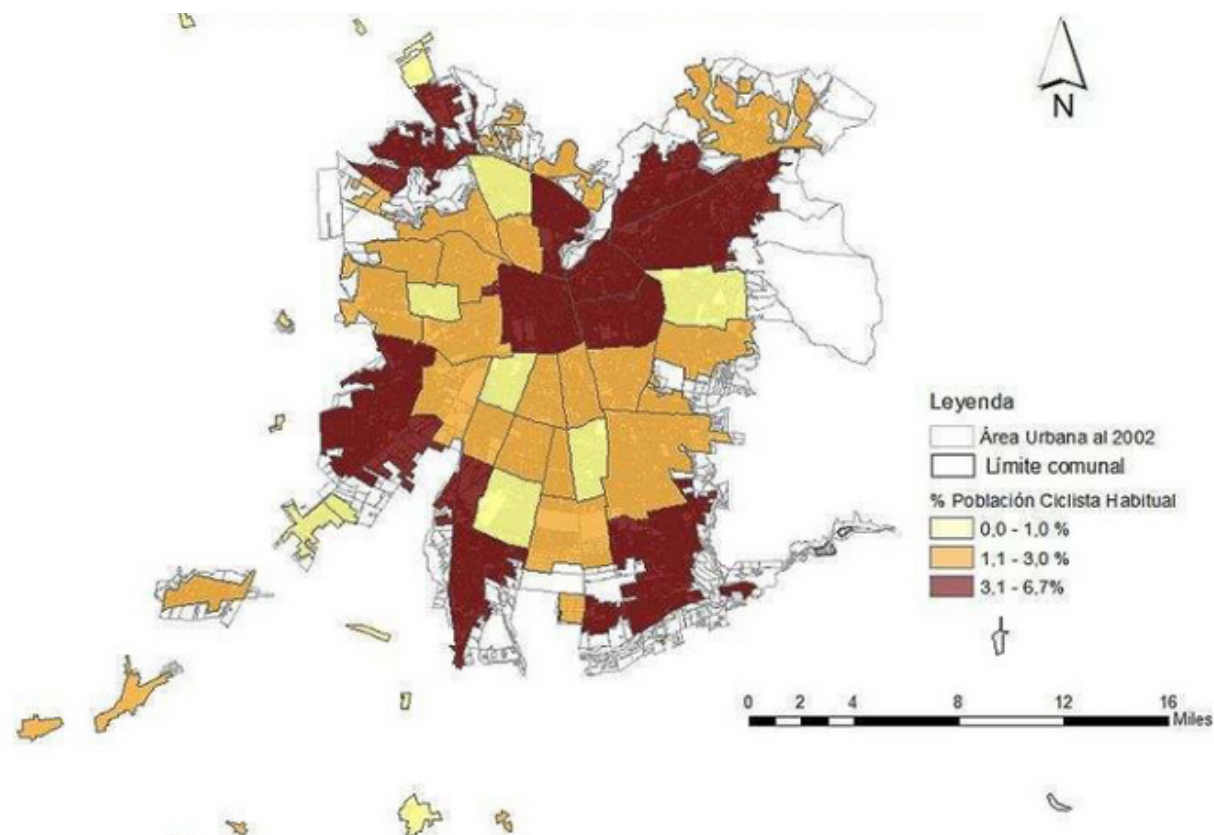 N
Leyenda
Área Urbana al 2002
Límite comunal
% Población Ciclista Habitual
0,0 - 1,0 %
1,1 - 3,0 %
3,1 - 6,7%
0 2 4 8 12 16
Miles